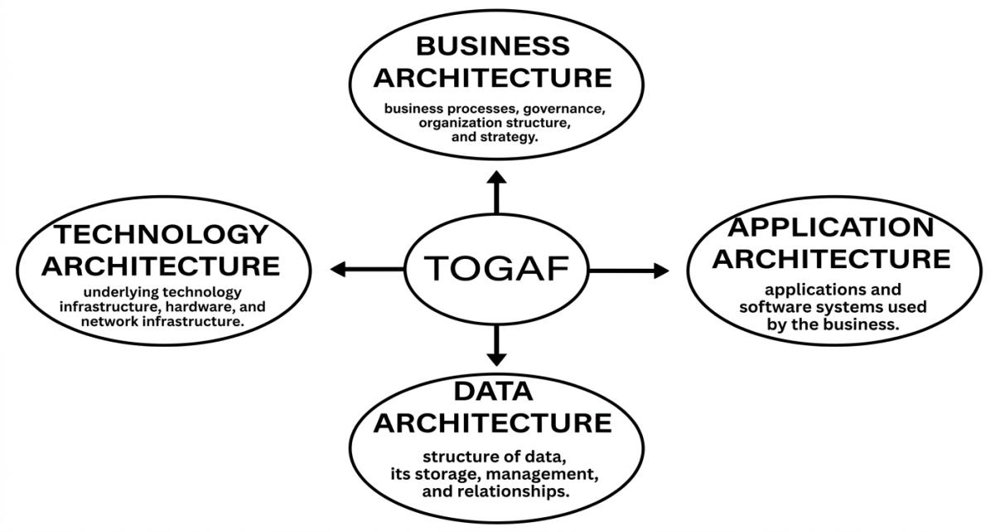 BUSINESS
ARCHITECTURE
business processes, governance,
organization structure,
and strategy.
TECHNOLOGY
ARCHITECTURE
underlying technology
infrastructure, hardware, and
network infrastructure.
TOGAF
APPLICATION
ARCHITECTURE
applications and
software systems used
by the business.
DATA
ARCHITECTURE
structure of data,
its storage, management,
and relationships.